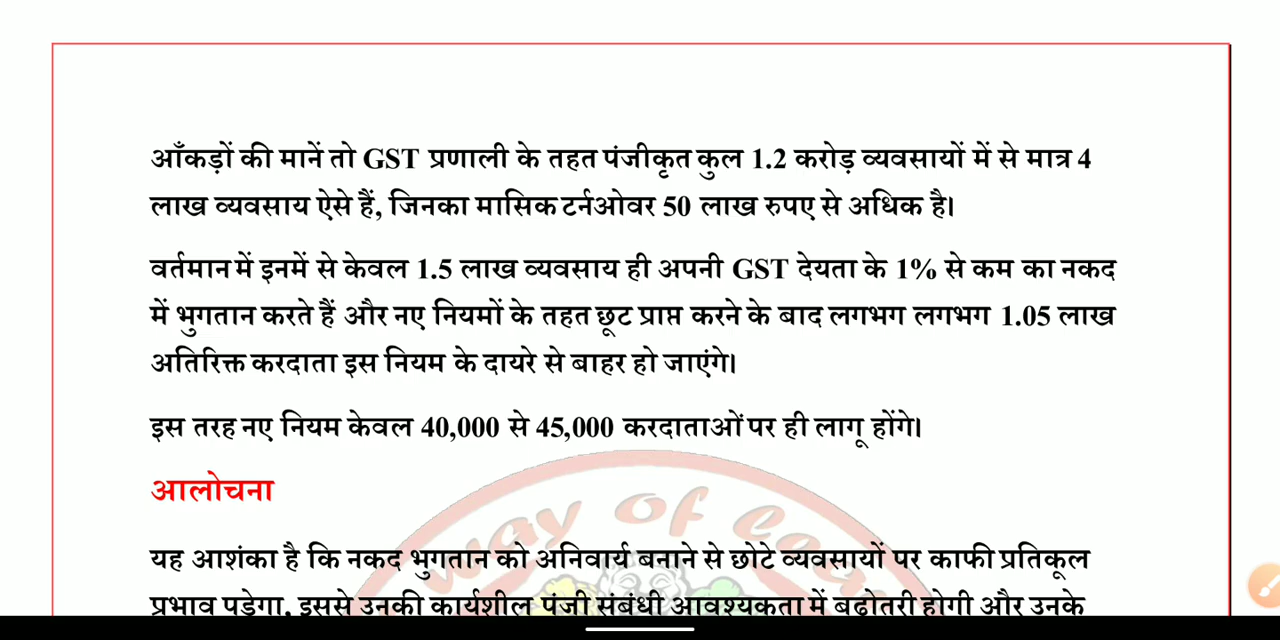 आँकड़ों की मानें तो GST प्रणाली के तहत पंजीकृत कुल 1.2 करोड़ व्यवसायों में से मात्र 4
लाख व्यवसाय ऐसे हैं, जिनका मासिक टर्नओवर 50 लाख रुपए से अधिक है।
वर्तमान में इनमें से केवल 1.5 लाख व्यवसाय ही अपनी GST देयता के 1% से कम का नकद
में भुगतान करते हैं और नए नियमों के तहत छूट प्राप्त करने के बाद लगभग लगभग 1.05 लाख
अतिरिक्त करदाता इस नियम के दायरे से बाहर हो जाएंगे।
इस तरह नए नियम केवल 40,000 से 45,000 करदाताओं पर ही लागू होंगे।
आलोचना
way of
यह आशंका है कि नकद भुगतान को अनिवार्य बनाने से छोटे व्यवसायों पर काफी प्रतिकूल
प्रभाव पड़ेगा, इससे उनकी कार्यशील पूंजी संबंधी आवश्यकता में बढ़ोतरी होगी और उनके